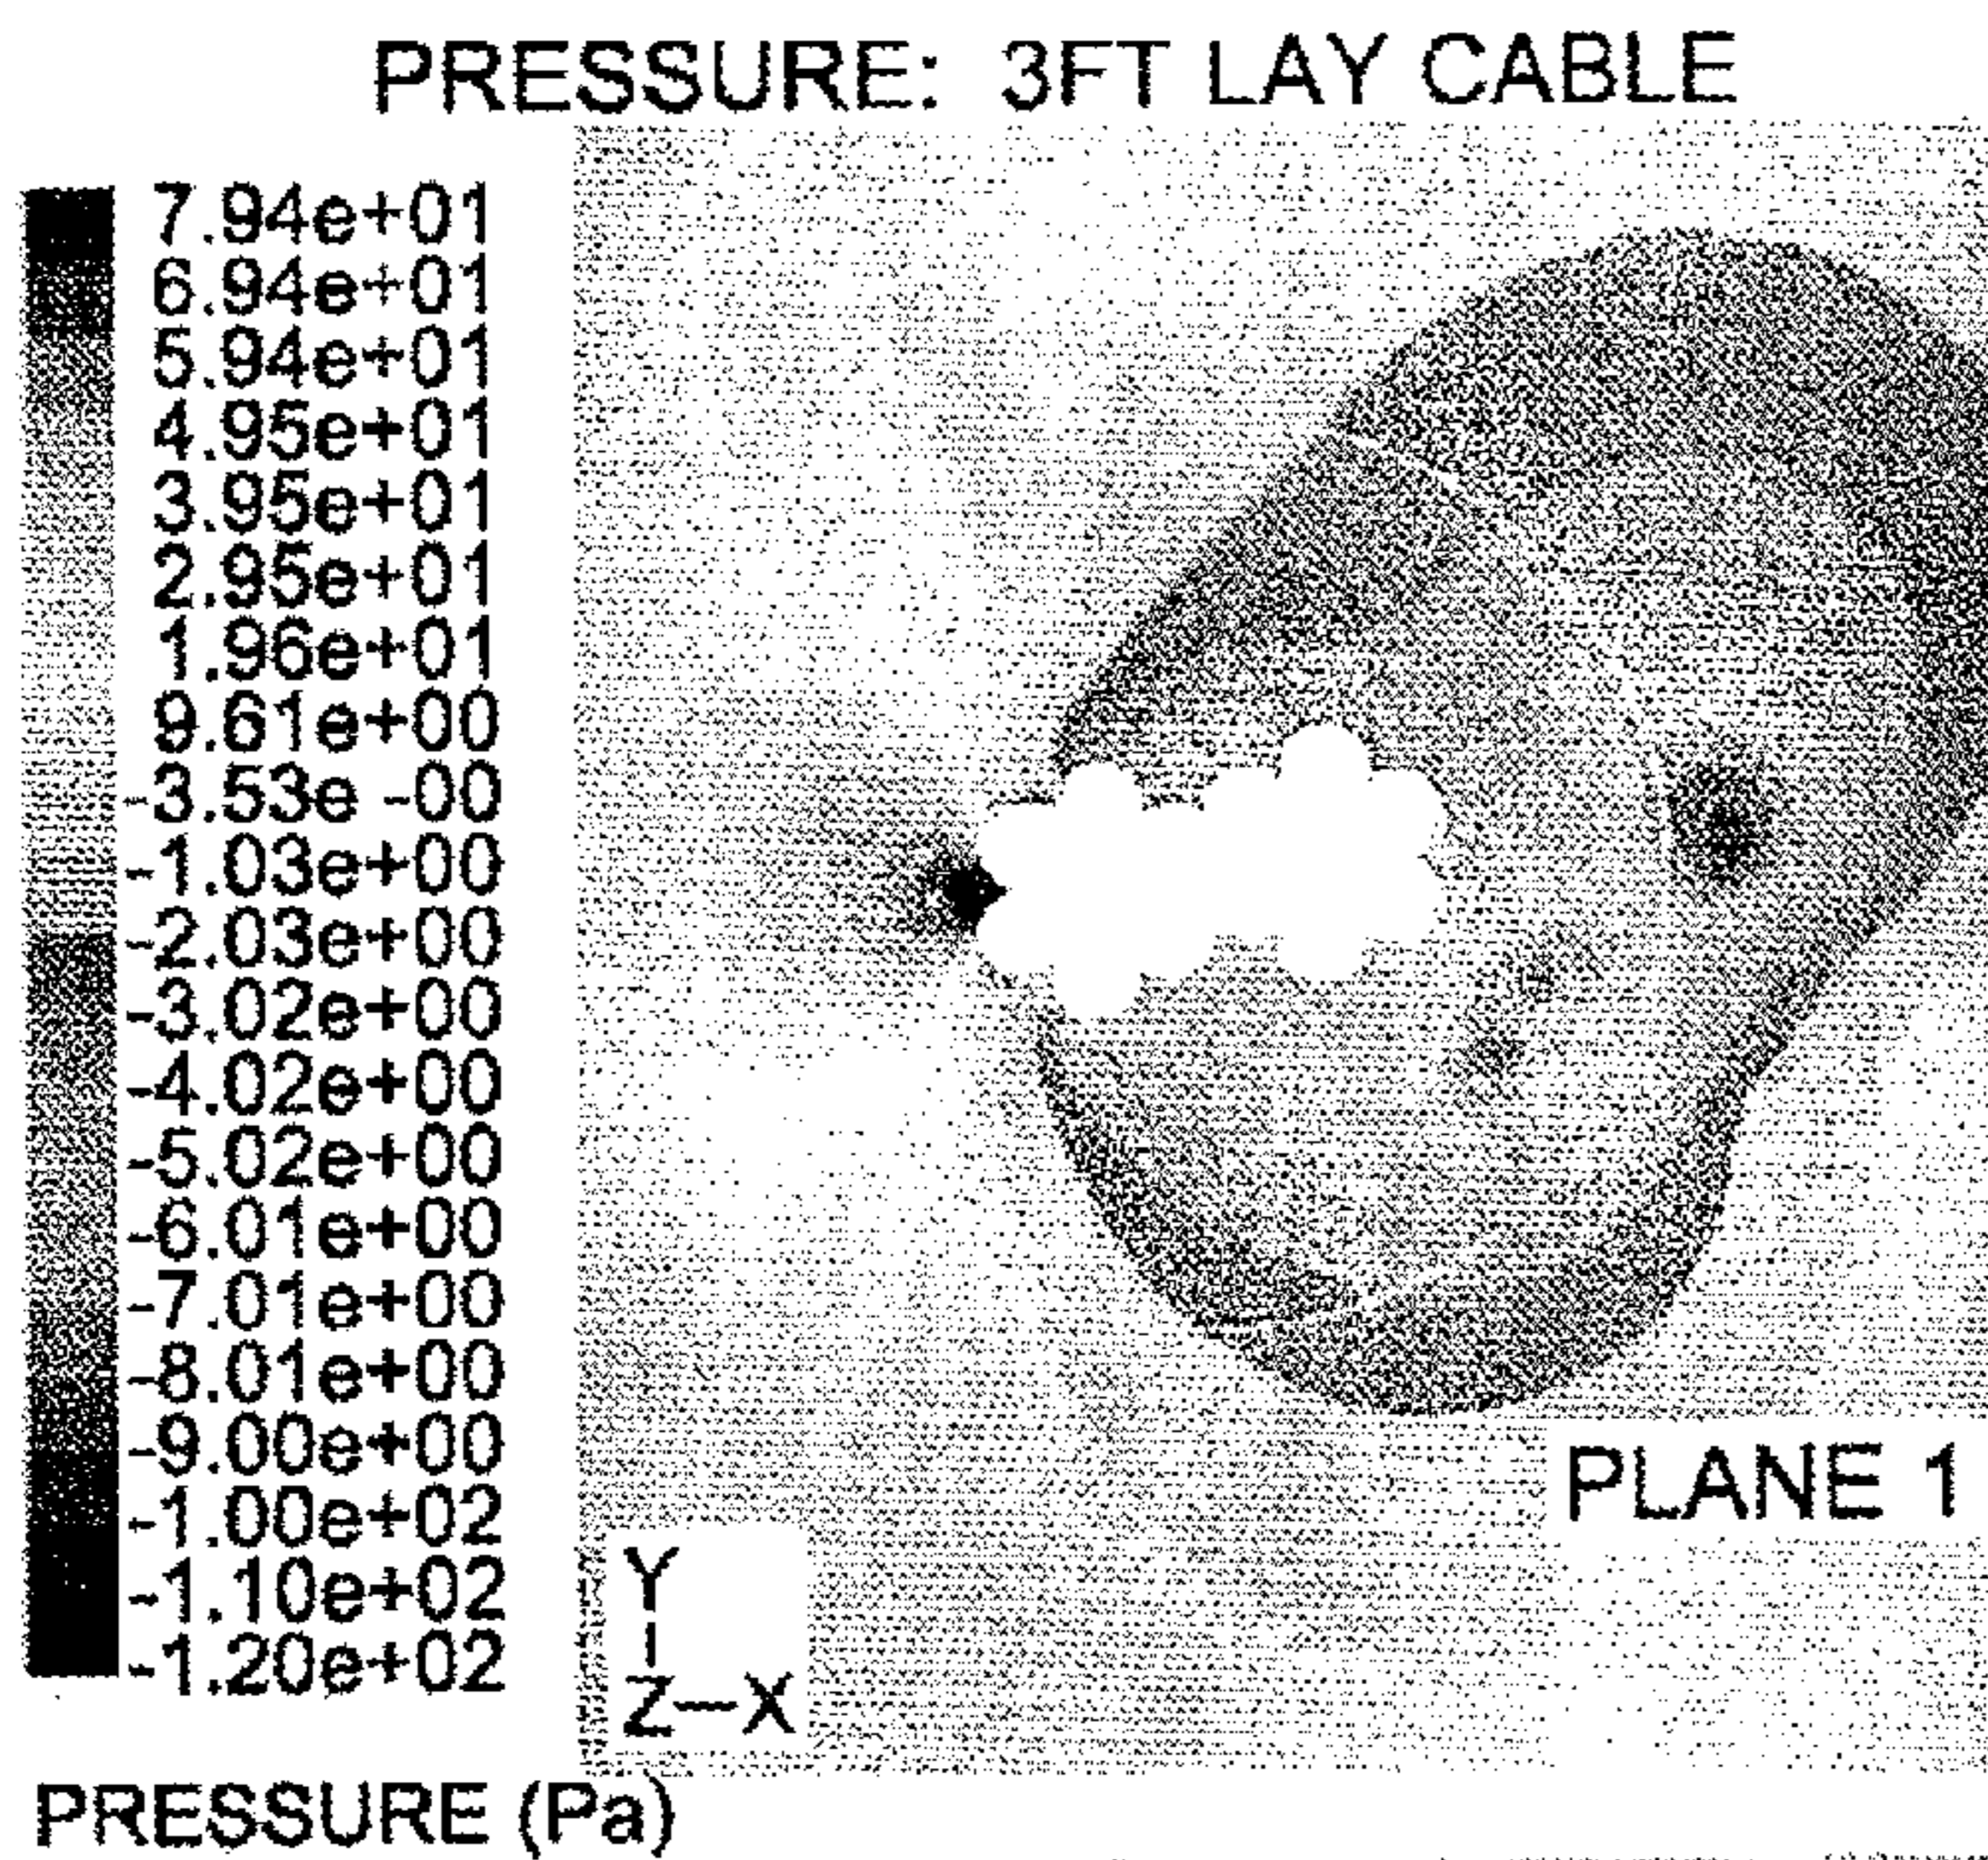 PRESSURE: 3FT LAY CABLE
7.94e+01
6.94e+01
5.94e+01
4.95e+01
3.95e+01
2.95e+01
1.96e+01
9.61e+00
-3.53e -00
-1.03e+00
-2.03e+00
-3.02e+00
-4.02e+00
-5.02e+00
-6.01e+00
-7.01e+00
-8.01e+00
-9.00e+00
-1.00e+02
-1.10e+02
-1.20e+02
PLANE 1
Y
Z X
PRESSURE (Pa)